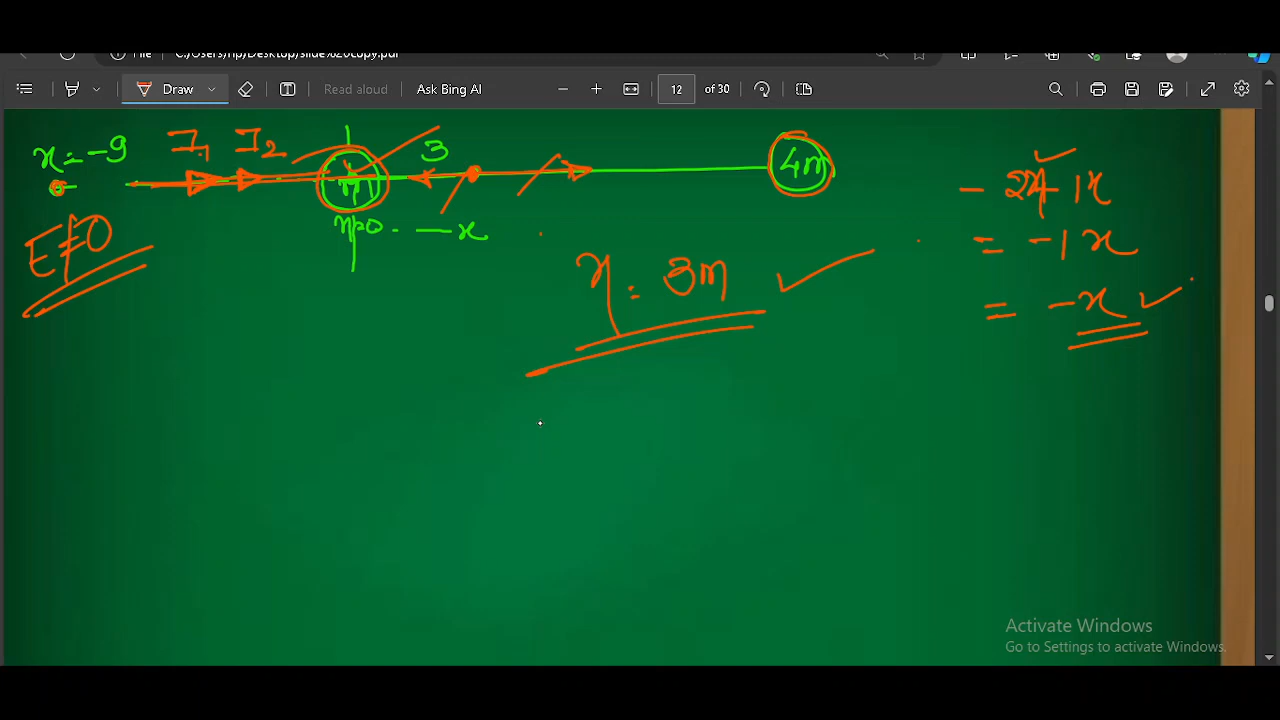 File C:/Users/hp/Desktop/slide%20copy.pdf
Draw
Read aloud
Ask Bing AI
12 of 30
x = -9
I1 I2
3
4m
m
x
E≠0
x = 3m
= -1x
= -x
Activate Windows
Go to Settings to activate Windows.